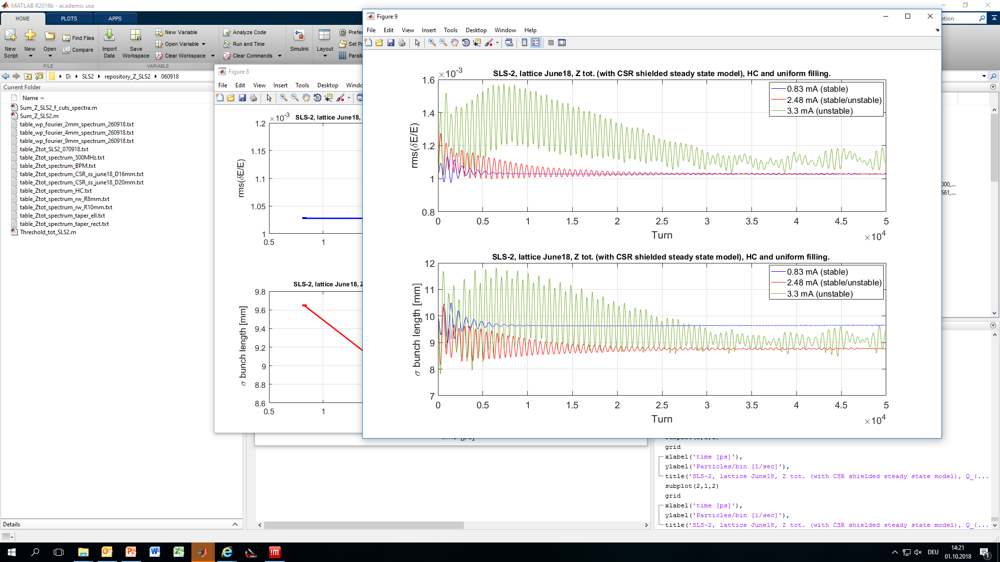 MATLAB R2016b - academic use
HOME
PLOTS
APPS
New Script
New
Open
Find Files
Compare
Import Data
Save Workspace
New Variable
Open Variable
Clear Workspace
Analyze Code
Run and Time
Clear Commands
Simulink
Layout
Prefer
Set Pa
Parall
FILE
VARIABLE
D: SLS2 repository_Z_SLS2 060918
Current Folder
Name
Sum_Z_SLS2_f_cuts_spectra.m
Sum_Z_SLS2.m
table_wp_fourier_2mm_spectrum_260918.txt
table_wp_fourier_4mm_spectrum_260918.txt
table_wp_fourier_9mm_spectrum_260918.txt
table_Ztot_SLS2_070918.txt
table_Ztot_spectrum_500MHz.txt
table_Ztot_spectrum_BPM.txt
table_Ztot_spectrum_CSR_ss_june18_D16mm.txt
table_Ztot_spectrum_CSR_ss_june18_D20mm.txt
table_Ztot_spectrum_HC.txt
table_Ztot_spectrum_rw_R8mm.txt
table_Ztot_spectrum_rw_R10mm.txt
table_Ztot_spectrum_taper_ell.txt
table_Ztot_spectrum_taper_rect.txt
Threshold_tot_SLS2.m
Details
Figure 8
File Edit View Insert Tools Desktop Windo
×10-3
SLS-2, lattice June18,
1.2
1.15
1.1
1.05
1
rms(δE/E)
0.5 1
SLS-2, lattice June18, Z
9.8
9.6
9.4
9.2
9
8.8
8.6
σ bunch length [mm]
0.5 1
Figure 9
File Edit View Insert Tools Desktop Window Help
×10-3
SLS-2, lattice June18, Z tot. (with CSR shielded steady state model), HC and uniform filling.
1.6
1.4
1.2
1
0.8
rms(δE/E)
0.83 mA (stable)
2.48 mA (stable/unstable)
3.3 mA (unstable)
0 0.5 1 1.5 2 2.5 3 3.5 4 4.5 5
Turn
×104
SLS-2, lattice June18, Z tot. (with CSR shielded steady state model), HC and uniform filling.
12
11
10
9
8
7
σ bunch length [mm]
0.83 mA (stable)
2.48 mA (stable/unstable)
3.3 mA (unstable)
0 0.5 1 1.5 2 2.5 3 3.5 4 4.5 5
Turn
×104
ation
000,...
661,...
grid
xlabel('time [ps]'),
ylabel('Particles/bin [1/sec]'),
title('SLS-2, lattice June18, Z tot. (with CSR shielded steady state model), Q_{...
subplot(2,1,2)
grid
xlabel('time [ps]'),
ylabel('Particles/bin [1/sec]'),
title('SLS-2, lattice June18, Z tot. (with CSR shielded steady state model), Q_{...
DEU
14:21
01.10.2018
1